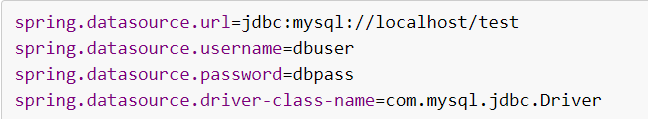 spring.datasource.url=jdbc:mysql://localhost/test
spring.datasource.username=dbuser
spring.datasource.password=dbpass
spring.datasource.driver-class-name=com.mysql.jdbc.Driver